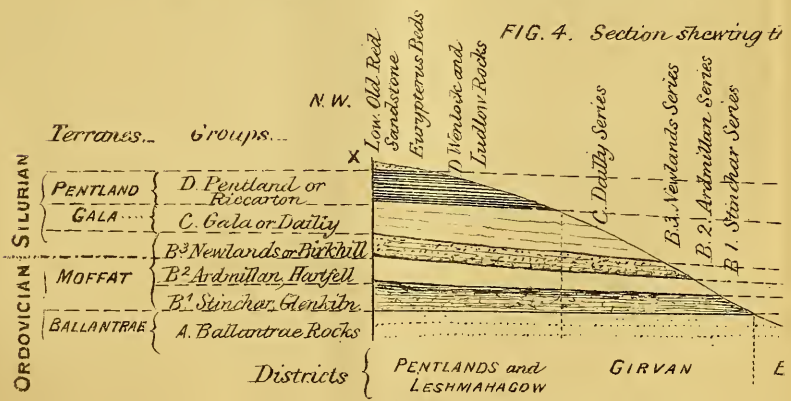 FIG. 4. Section shewing
N.W.
Low. Old Red
Sandstone
Eurypterus Beds
D Wenlock and
Ludlow Rocks
C. Dailly Series
B.3. Newlands Series
B.2. Ardmillan Series
B 1. Stinchar Series
Terranes... Groups...
X
SILURIAN
ORDOVICIAN
PENTLAND
D. Pentland or
Riccarton
GALA....
C. Gala or Dailly
B³ Newlands or Birkhill
MOFFAT
B² Ardmillan, Hartfell
B¹ Stinchar, Glenkiln
BALLANTRAE
A. Ballantrae Rocks
Districts
PENTLANDS and
LESHMAHAGOW
GIRVAN